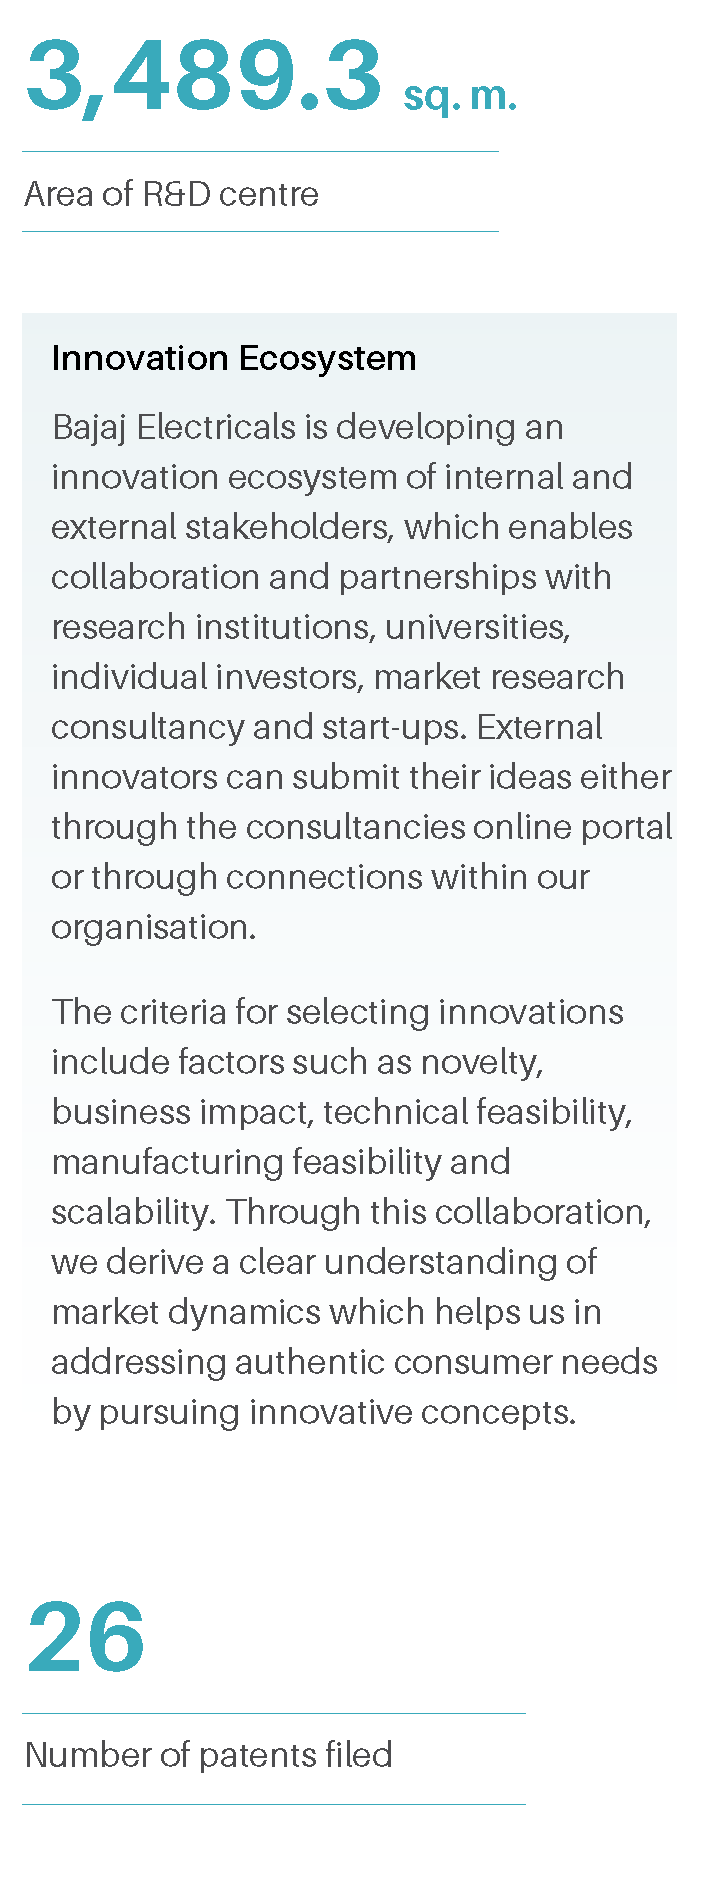 3,489.3 sq. m.
Area of R&D centre
Innovation Ecosystem
Bajaj Electricals is developing an
innovation ecosystem of internal and
external stakeholders, which enables
collaboration and partnerships with
research institutions, universities,
individual investors, market research
consultancy and start-ups. External
innovators can submit their ideas either
through the consultancies online portal
or through connections within our
organisation.
The criteria for selecting innovations
include factors such as novelty,
business impact, technical feasibility,
manufacturing feasibility and
scalability. Through this collaboration,
we derive a clear understanding of
market dynamics which helps us in
addressing authentic consumer needs
by pursuing innovative concepts.
26
Number of patents filed